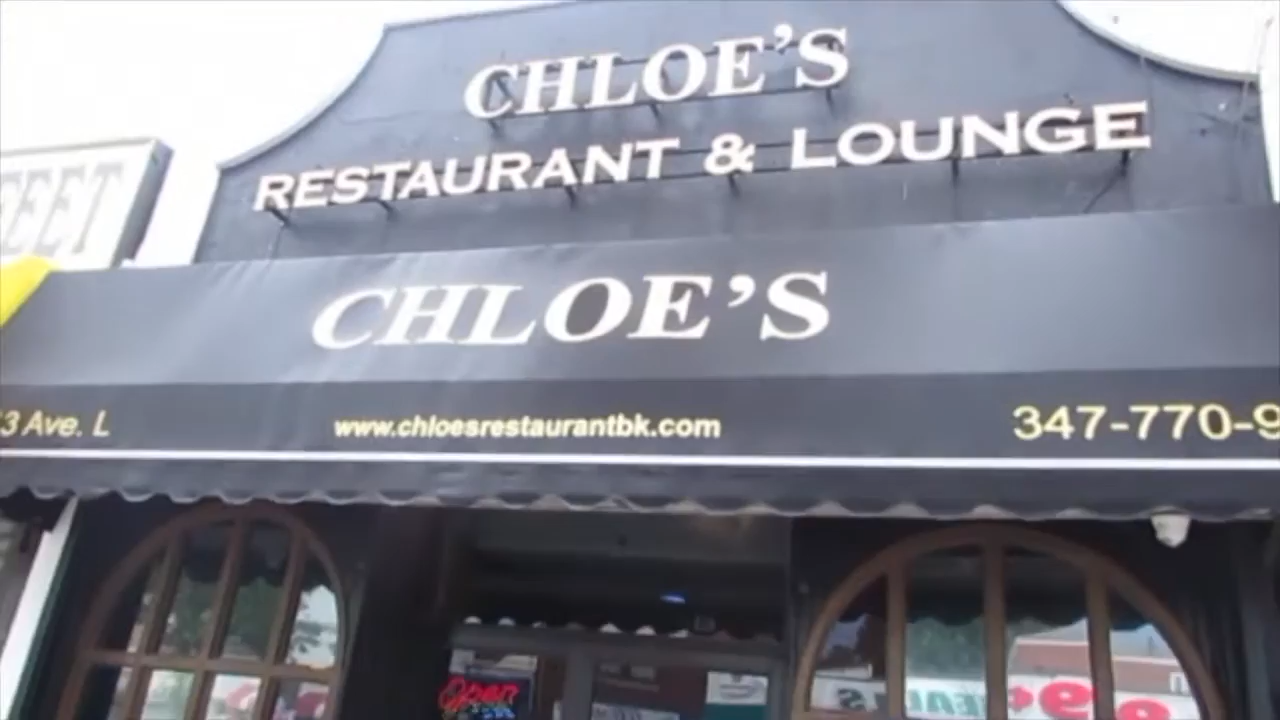 CHLOE'S
RESTAURANT & LOUNGE
CHLOE'S
3 Ave. L
www.chloesrestaurantbk.com
347-770-9
Open